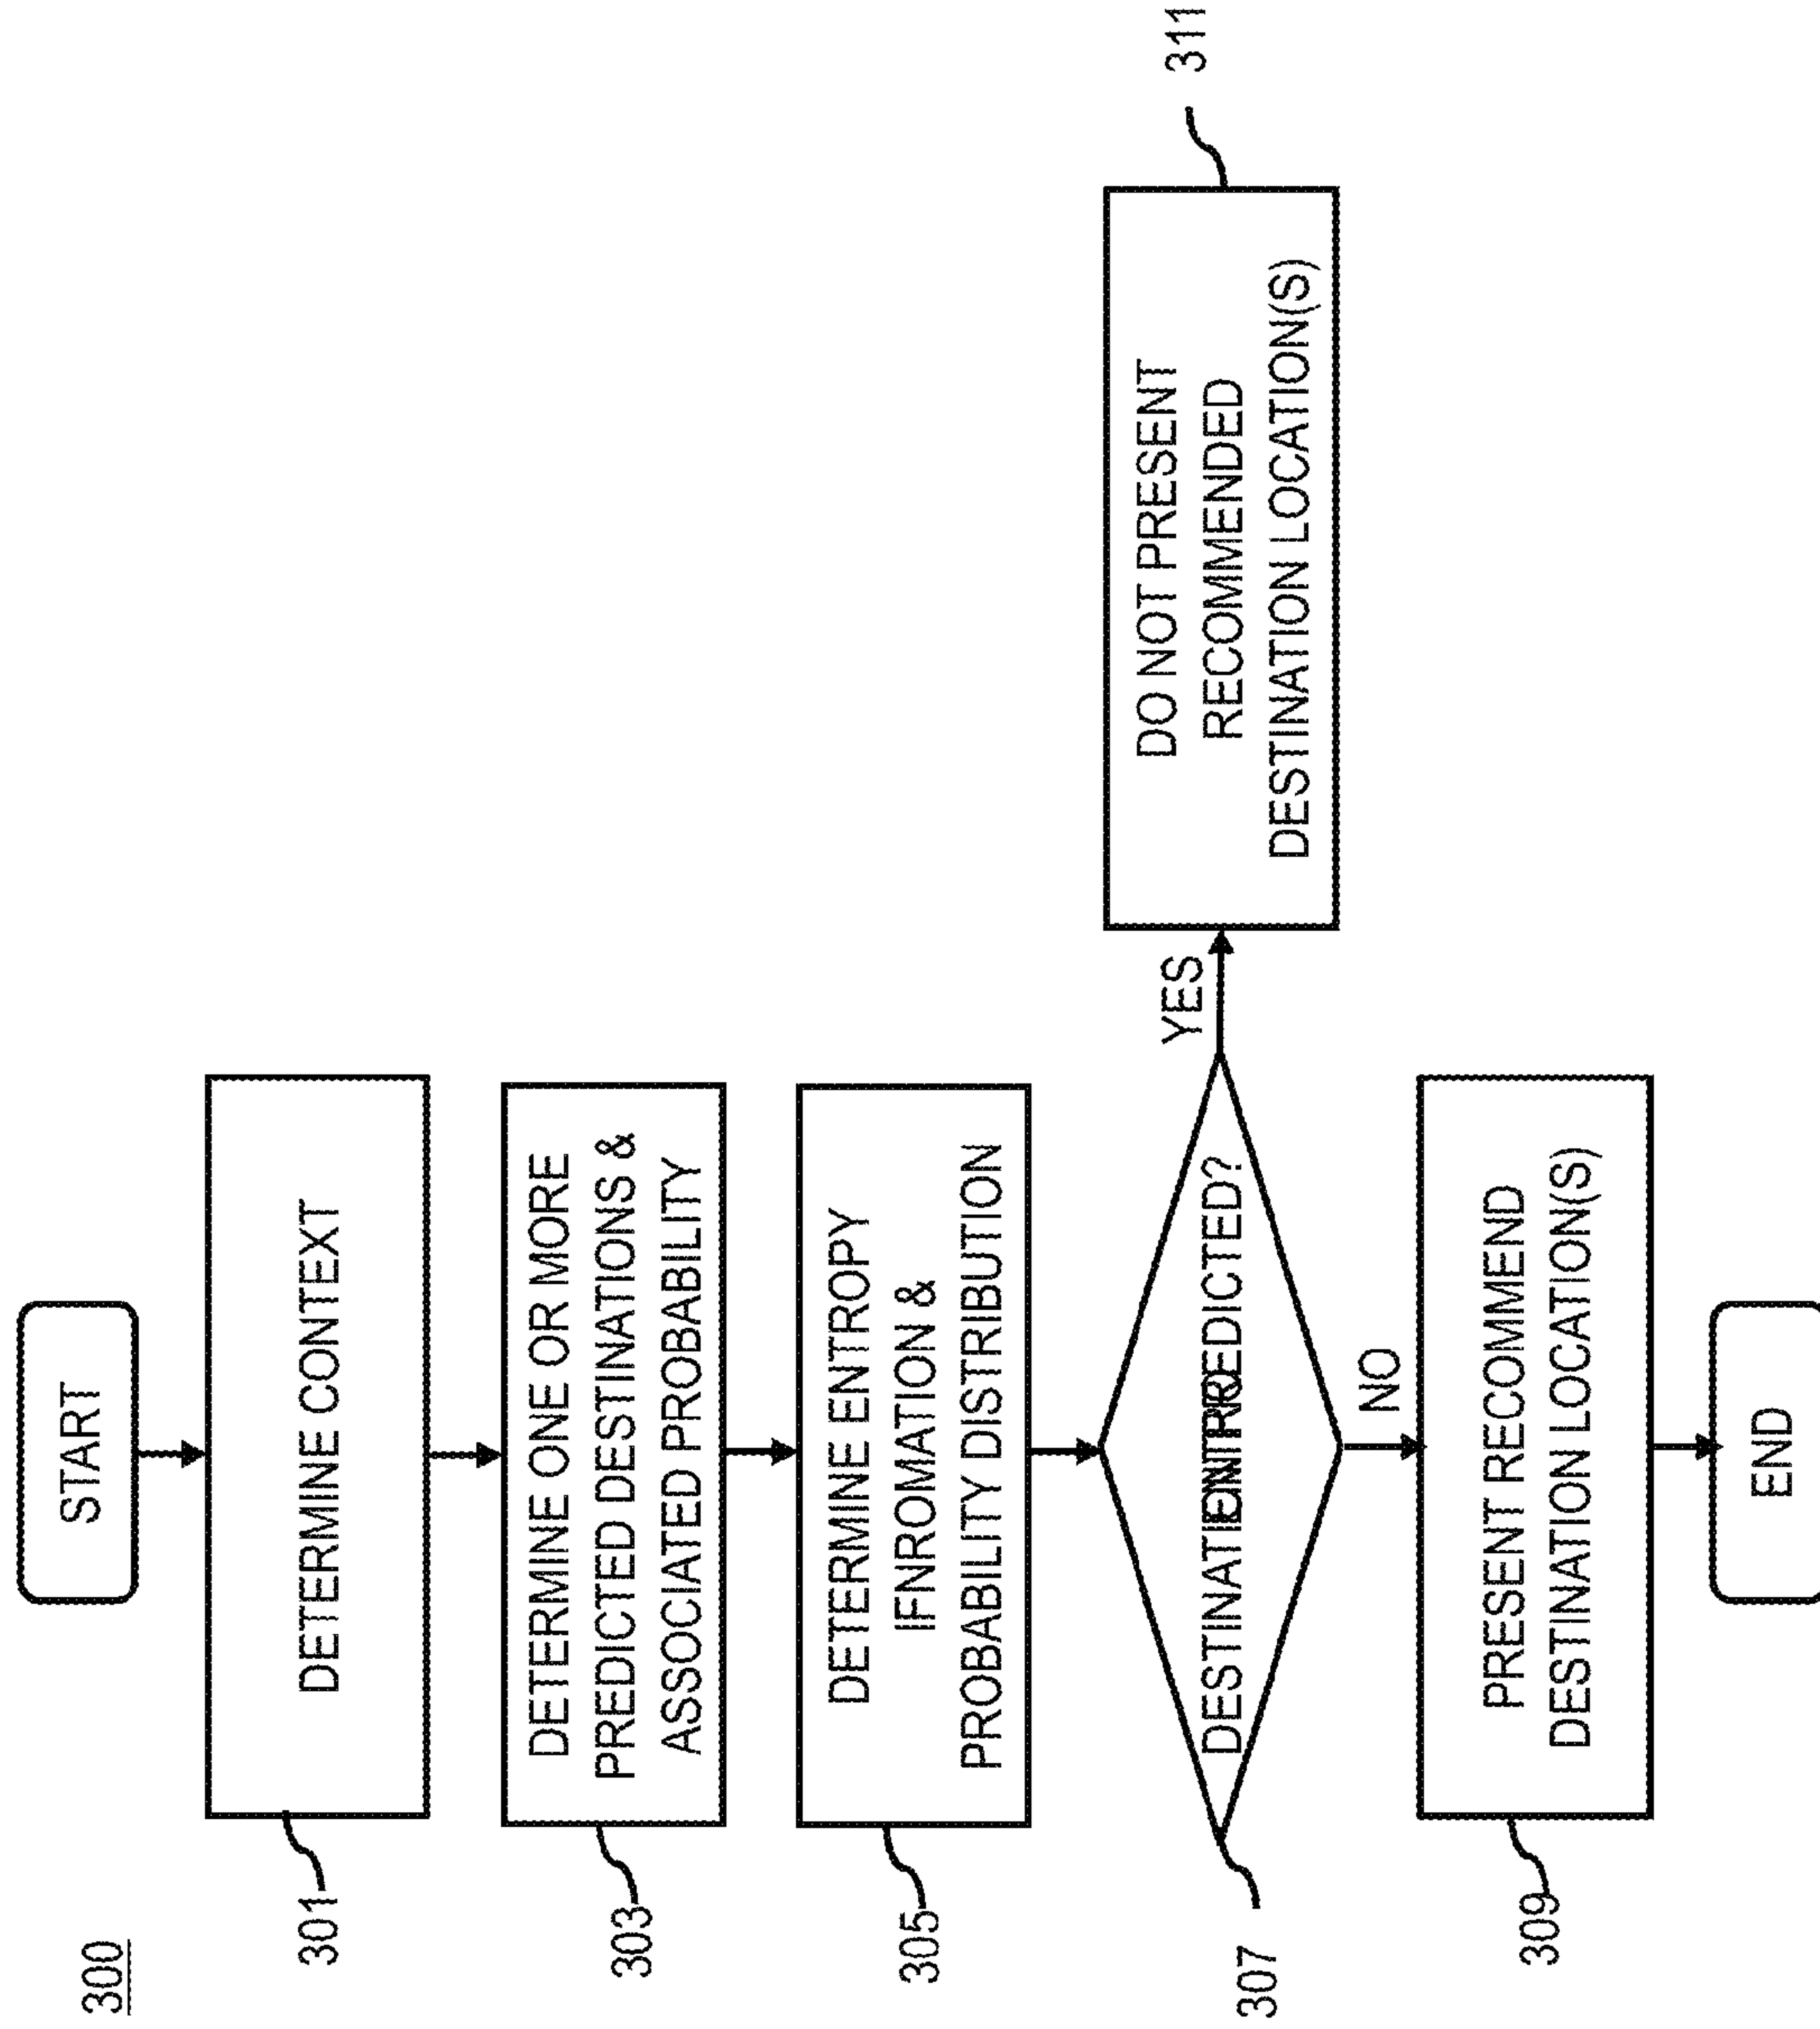 300
START
301
DETERMINE CONTEXT
303
DETERMINE ONE OR MORE
PREDICTED DESTINATIONS &
ASSOCIATED PROBABILITY
305
DETERMINE ENTROPY
IFNROMATION &
PROBABILITY DISTRIBUTION
307
DESTINATION PREDICTED?
YES
NO
311
DO NOT PRESENT
RECOMMENDED
DESTINATION LOCATION(S)
309
PRESENT RECOMMEND
DESTINATION LOCATION(S)
END